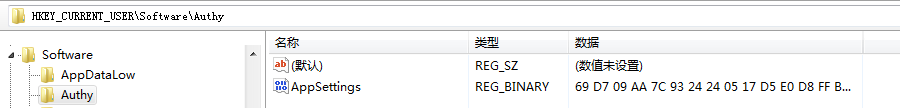 HKEY_CURRENT_USER\Software\Authy
Software
AppDataLow
Authy
名称 类型 数据
(默认) REG_SZ (数值未设置)
AppSettings REG_BINARY 69 D7 09 AA 7C 93 24 24 05 17 D5 E0 D8 FF B...